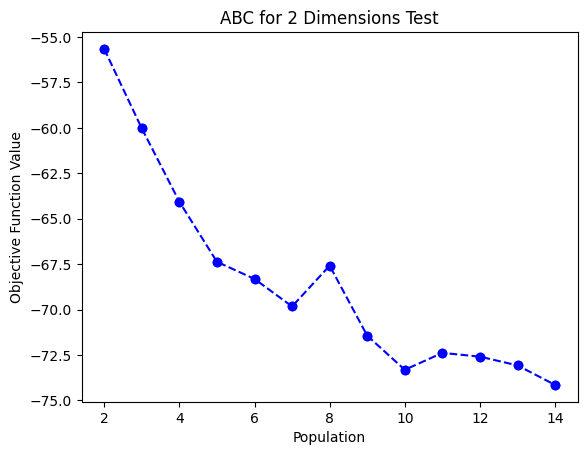 ABC for 2 Dimensions Test
−55.0
−57.5
−60.0
−62.5
−65.0
−67.5
−70.0
−72.5
−75.0
Objective Function Value
2 4 6 8 10 12 14
Population